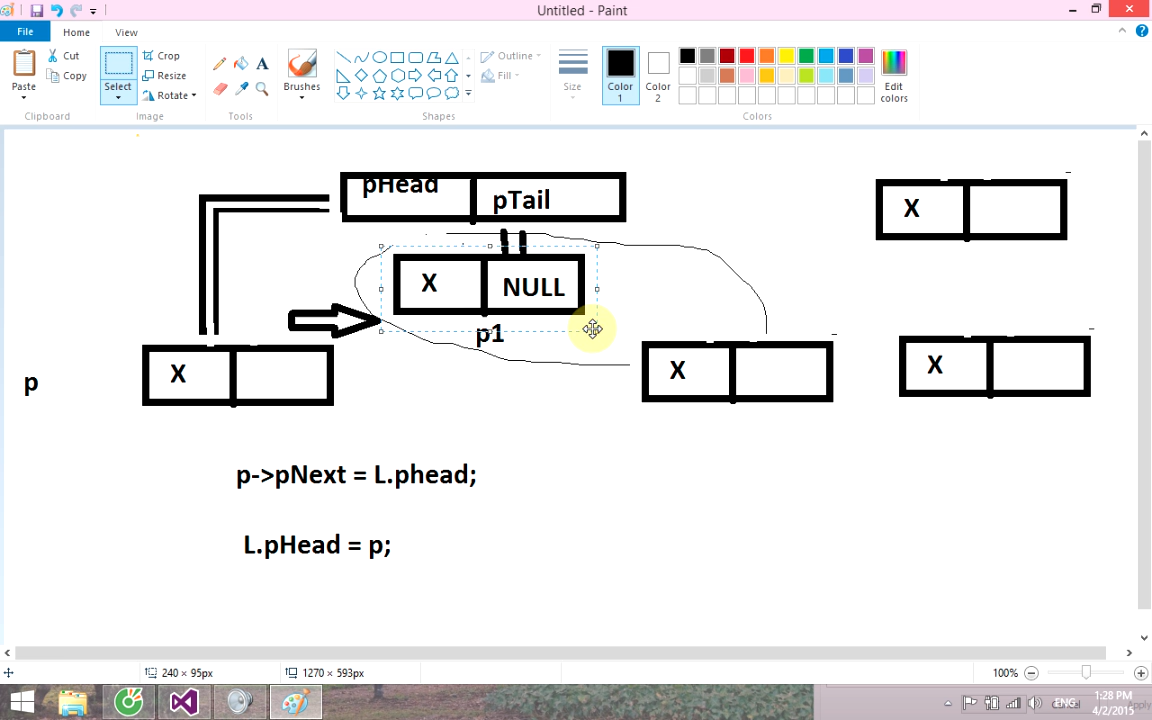 Untitled - Paint
File Home View
Paste
Cut
Copy
Clipboard
Select
Crop
Resize
Rotate
Image
Tools
Brushes
Shapes
Outline
Fill
Size
Color 1
Color 2
Colors
Edit colors
pHead pTail
X
X NULL
p1
p X
X
X
p->pNext = L.phead;
L.pHead = p;
240 × 95px
1270 × 593px
100%
ENG
1:28 PM
4/2/2015